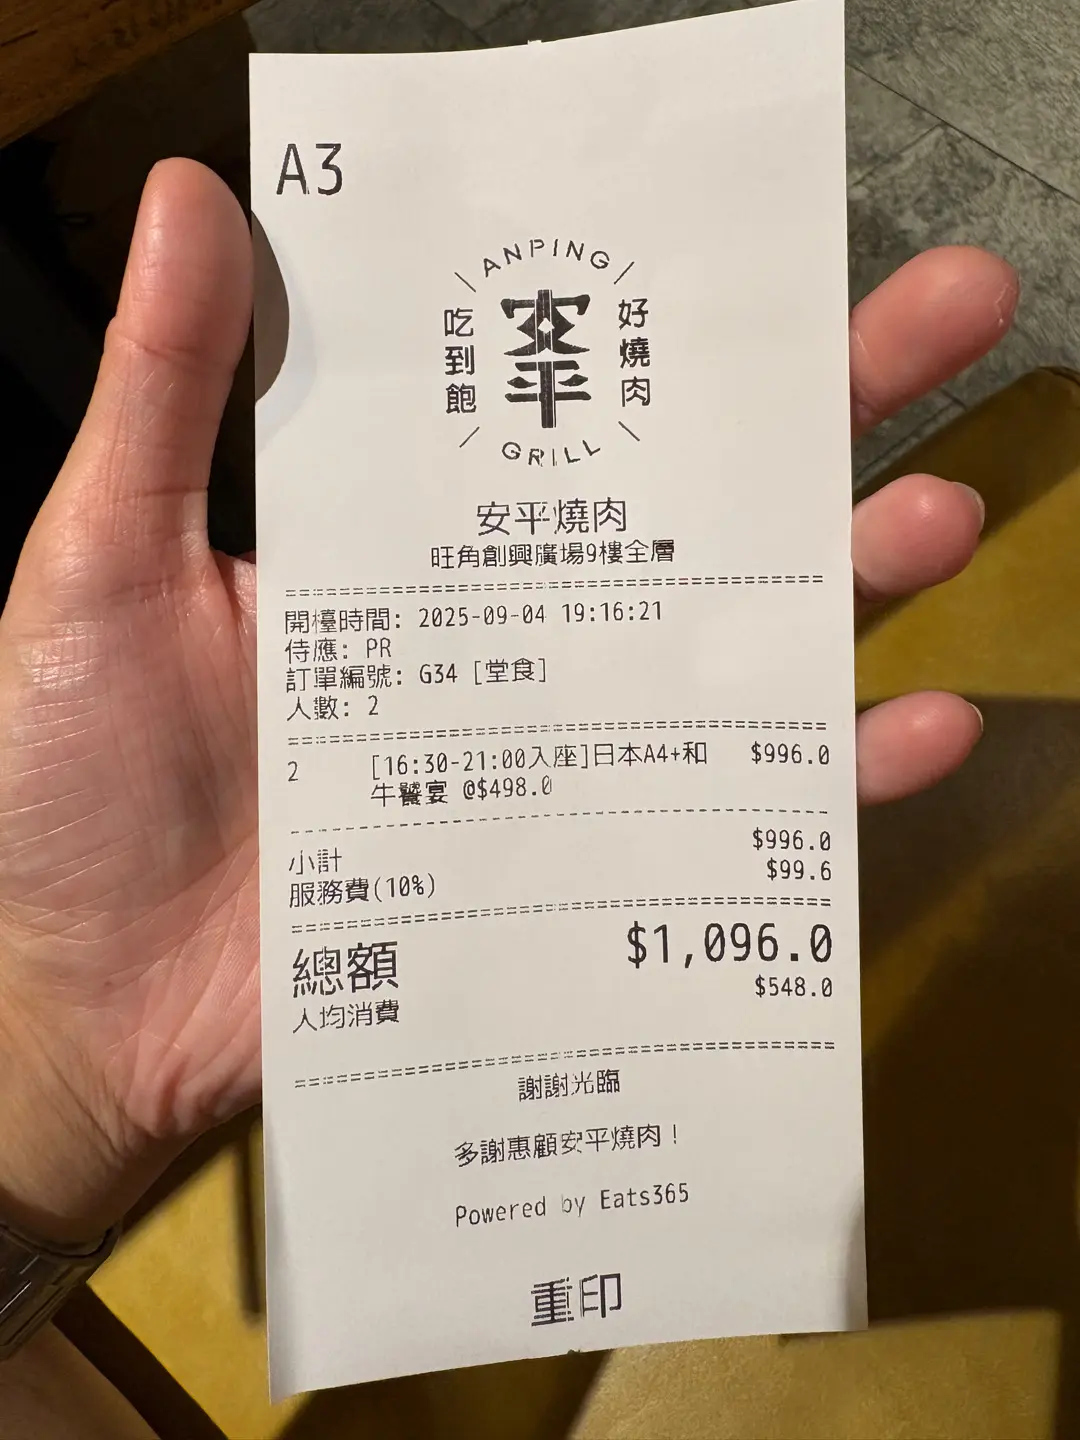 A3
ANPING
吃到飽
安平
好燒肉
GRILL
安平燒肉
旺角創興廣場9樓全層
開檯時間: 2025-09-04 19:16:21
侍應: PR
訂單編號: G34 [堂食]
人數: 2
2 [16:30-21:00入座]日本A4+和 $996.0
牛饗宴 @$498.0
小計 $996.0
服務費(10%) $99.6
總額 $1,096.0
人均消費 $548.0
謝謝光臨
多謝惠顧安平燒肉!
Powered by Eats365
重印